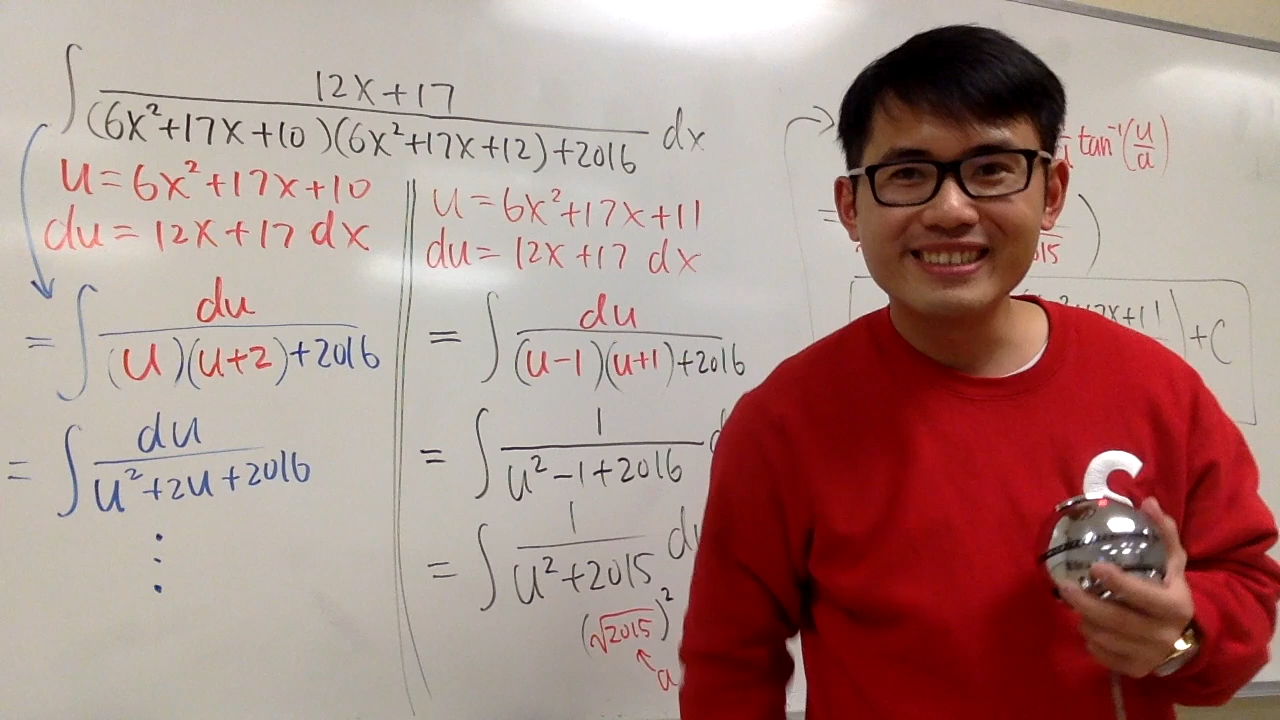 ∫ 12x+17 / (6x²+17x+10)(6x²+17x+12)+2016 dx
u=6x²+17x+10
du=12x+17 dx
= ∫ du / (u)(u+2)+2016
= ∫ du / u²+2u+2016
⋮
u=6x²+17x+11
du=12x+17 dx
= ∫ du / (u-1)(u+1)+2016
= ∫ 1 / u²-1+2016
= ∫ 1 / u²+2015 du
(√2015)²
a
tan⁻¹(u/a)
=
+C